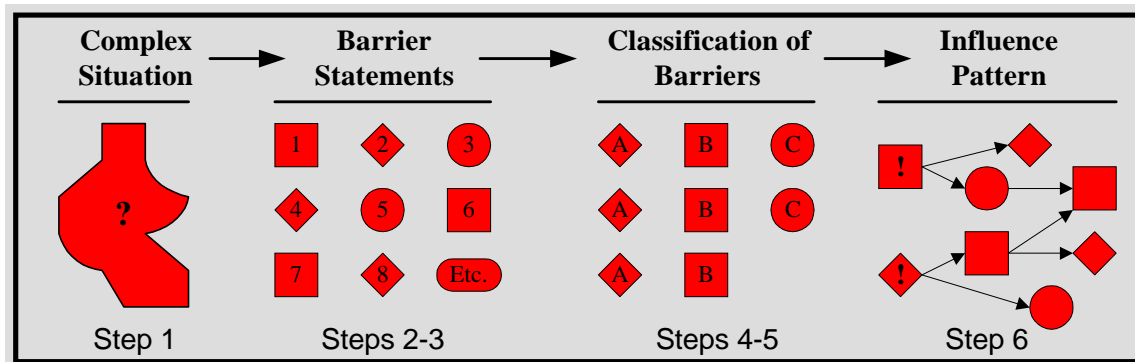 Complex
Situation
Barrier
Statements
Classification of
Barriers
Influence
Pattern
?
1 2 3
4 5 6
7 8 Etc.
A B C
A B C
A B
!
!
Step 1
Steps 2-3
Steps 4-5
Step 6